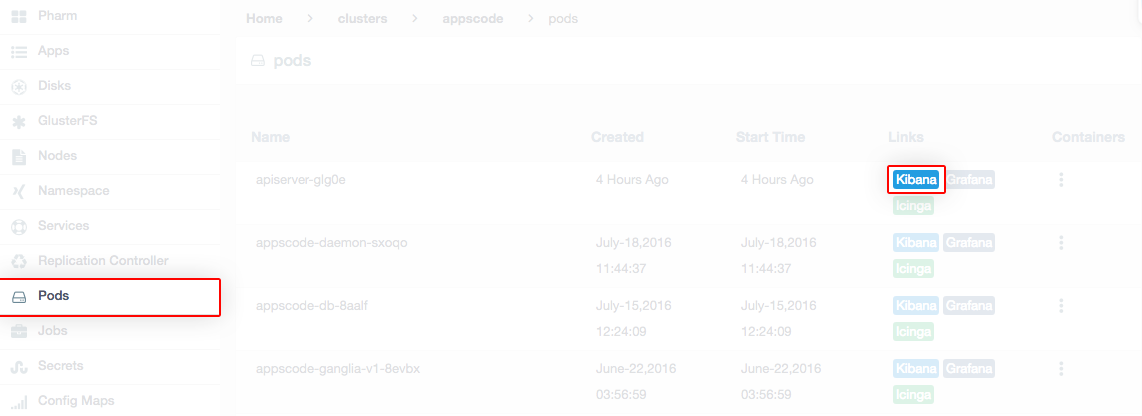 Pharm
Apps
Disks
GlusterFS
Nodes
Namespace
Services
Replication Controller
Pods
Jobs
Secrets
Config Maps
Home > clusters > appscode > pods
pods
Name Created Start Time Links Containers
apiserver-glg0e 4 Hours Ago 4 Hours Ago Kibana Grafana
Icinga
appscode-daemon-sxoqo July-18,2016 July-18,2016 Kibana Grafana
11:44:37 11:44:37 Icinga
appscode-db-8aalf July-15,2016 July-15,2016 Kibana Grafana
12:24:09 12:24:09 Icinga
appscode-ganglia-v1-8evbx June-22,2016 June-22,2016 Kibana Grafana
03:56:59 03:56:59 Icinga